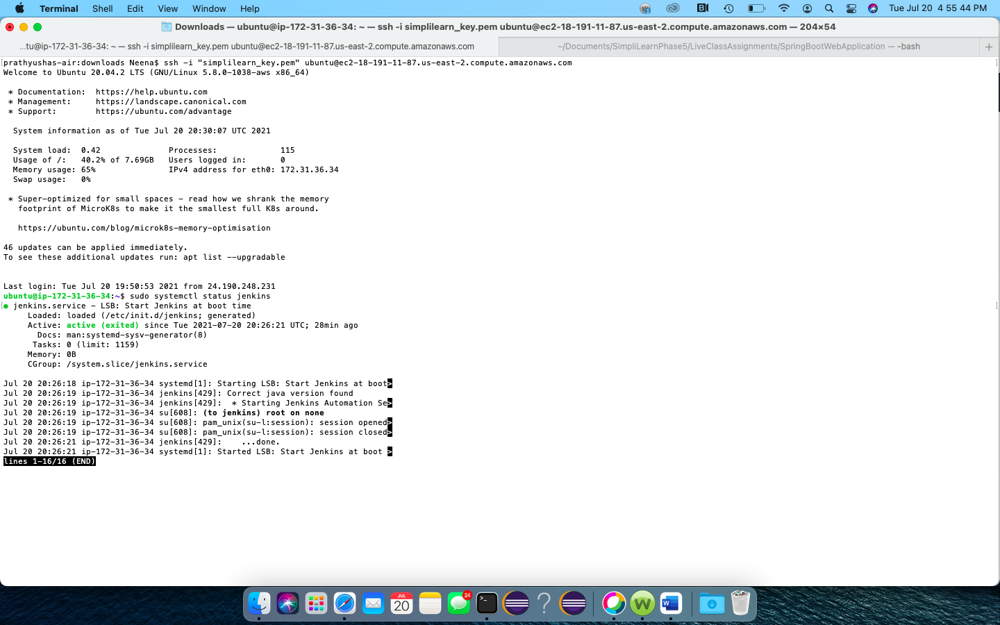 Terminal Shell Edit View Window Help Tue Jul 20 4 55 44 PM
Downloads — ubuntu@ip-172-31-36-34: ~ — ssh -i simplilearn_key.pem ubuntu@ec2-18-191-11-87.us-east-2.compute.amazonaws.com — 204×54
...tu@ip-172-31-36-34: ~ — ssh -i simplilearn_key.pem ubuntu@ec2-18-191-11-87.us-east-2.compute.amazonaws.com ~/Documents/SimpliLearnPhase5/LiveClassAssignments/SpringBootWebApplication — -bash +
[prathyushas-air:downloads Neena$ ssh -i "simplilearn_key.pem" ubuntu@ec2-18-191-11-87.us-east-2.compute.amazonaws.com ]
Welcome to Ubuntu 20.04.2 LTS (GNU/Linux 5.8.0-1038-aws x86_64)
* Documentation: https://help.ubuntu.com
* Management: https://landscape.canonical.com
* Support: https://ubuntu.com/advantage
System information as of Tue Jul 20 20:30:07 UTC 2021
System load: 0.42 Processes: 115
Usage of /: 40.2% of 7.69GB Users logged in: 0
Memory usage: 65% IPv4 address for eth0: 172.31.36.34
Swap usage: 0%
* Super-optimized for small spaces - read how we shrank the memory
footprint of MicroK8s to make it the smallest full K8s around.
https://ubuntu.com/blog/microk8s-memory-optimisation
46 updates can be applied immediately.
To see these additional updates run: apt list --upgradable
Last login: Tue Jul 20 19:50:53 2021 from 24.190.248.231
ubuntu@ip-172-31-36-34:~$ sudo systemctl status jenkins
[● jenkins.service - LSB: Start Jenkins at boot time ]
Loaded: loaded (/etc/init.d/jenkins; generated)
Active: active (exited) since Tue 2021-07-20 20:26:21 UTC; 28min ago
Docs: man:systemd-sysv-generator(8)
Tasks: 0 (limit: 1159)
Memory: 0B
CGroup: /system.slice/jenkins.service
Jul 20 20:26:18 ip-172-31-36-34 systemd[1]: Starting LSB: Start Jenkins at boot>
Jul 20 20:26:19 ip-172-31-36-34 jenkins[429]: Correct java version found
Jul 20 20:26:19 ip-172-31-36-34 jenkins[429]: * Starting Jenkins Automation Se>
Jul 20 20:26:19 ip-172-31-36-34 su[608]: (to jenkins) root on none
Jul 20 20:26:19 ip-172-31-36-34 su[608]: pam_unix(su-l:session): session opened>
Jul 20 20:26:19 ip-172-31-36-34 su[608]: pam_unix(su-l:session): session closed>
Jul 20 20:26:21 ip-172-31-36-34 jenkins[429]: ...done.
Jul 20 20:26:21 ip-172-31-36-34 systemd[1]: Started LSB: Start Jenkins at boot >
lines 1-16/16 (END)
JUL
20
24
>_
?
W
W